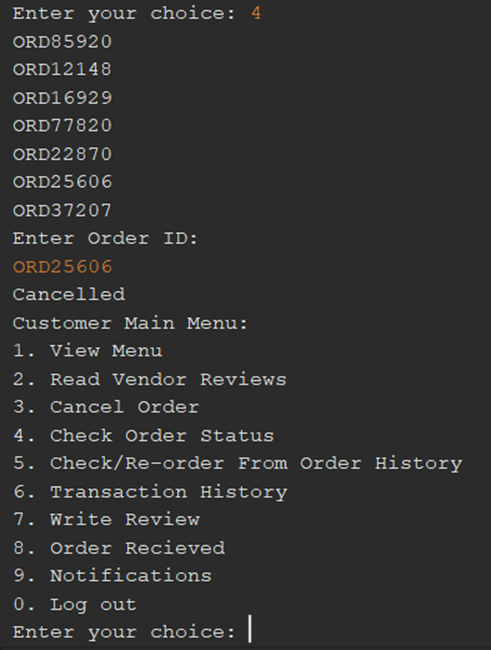 Enter your choice: 4
ORD85920
ORD12148
ORD16929
ORD77820
ORD22870
ORD25606
ORD37207
Enter Order ID:
ORD25606
Cancelled
Customer Main Menu:
1. View Menu
2. Read Vendor Reviews
3. Cancel Order
4. Check Order Status
5. Check/Re-order From Order History
6. Transaction History
7. Write Review
8. Order Recieved
9. Notifications
0. Log out
Enter your choice: